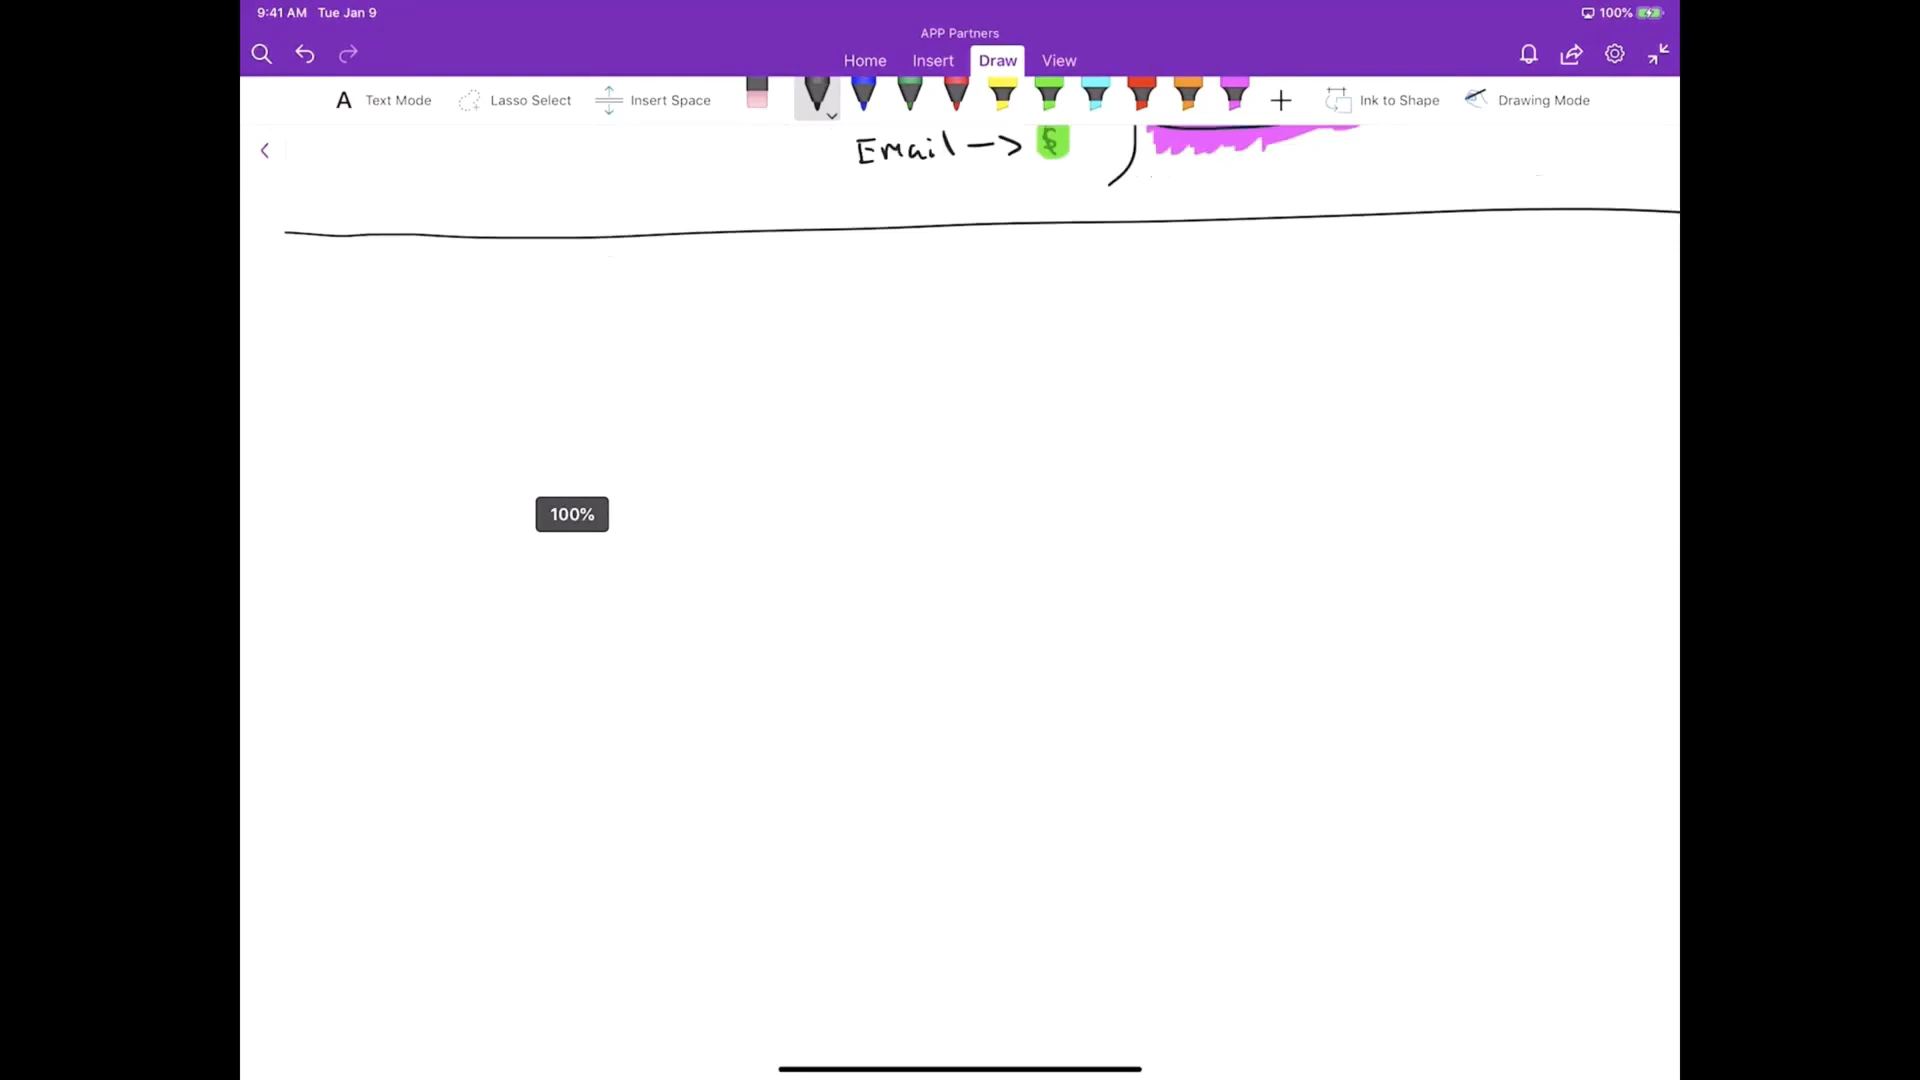 9:41 AM Tue Jan 9 100%
APP Partners
Home Insert Draw View
A Text Mode Lasso Select Insert Space Ink to Shape Drawing Mode
Email -> $
100%